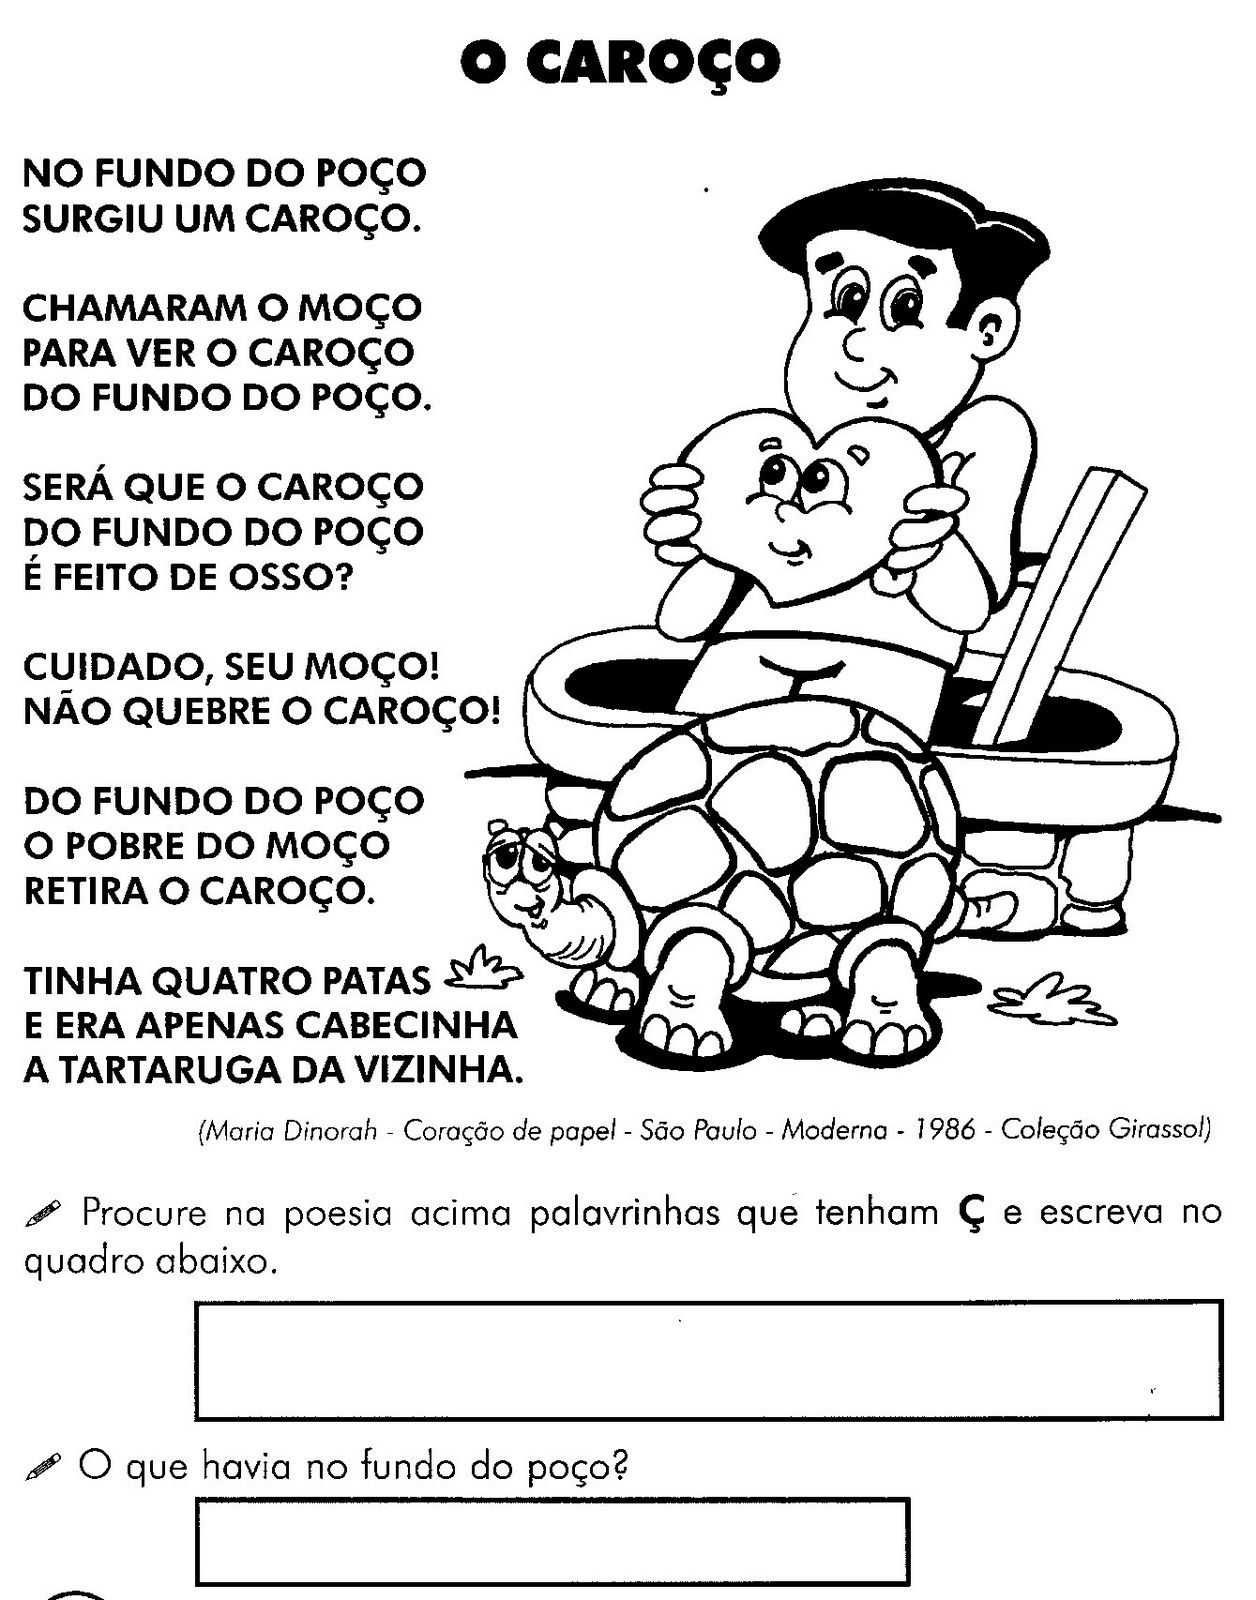 O CAROÇO
NO FUNDO DO POÇO
SURGIU UM CAROÇO.
CHAMARAM O MOÇO
PARA VER O CAROÇO
DO FUNDO DO POÇO.
SERÁ QUE O CAROÇO
DO FUNDO DO POÇO
É FEITO DE OSSO?
CUIDADO, SEU MOÇO!
NÃO QUEBRE O CAROÇO!
DO FUNDO DO POÇO
O POBRE DO MOÇO
RETIRA O CAROÇO.
TINHA QUATRO PATAS
E ERA APENAS CABECINHA
A TARTARUGA DA VIZINHA.
(Maria Dinorah - Coração de papel - São Paulo - Moderna - 1986 - Coleção Girassol)
Procure na poesia acima palavrinhas que tenham Ç e escreva no
quadro abaixo.
O que havia no fundo do poço?